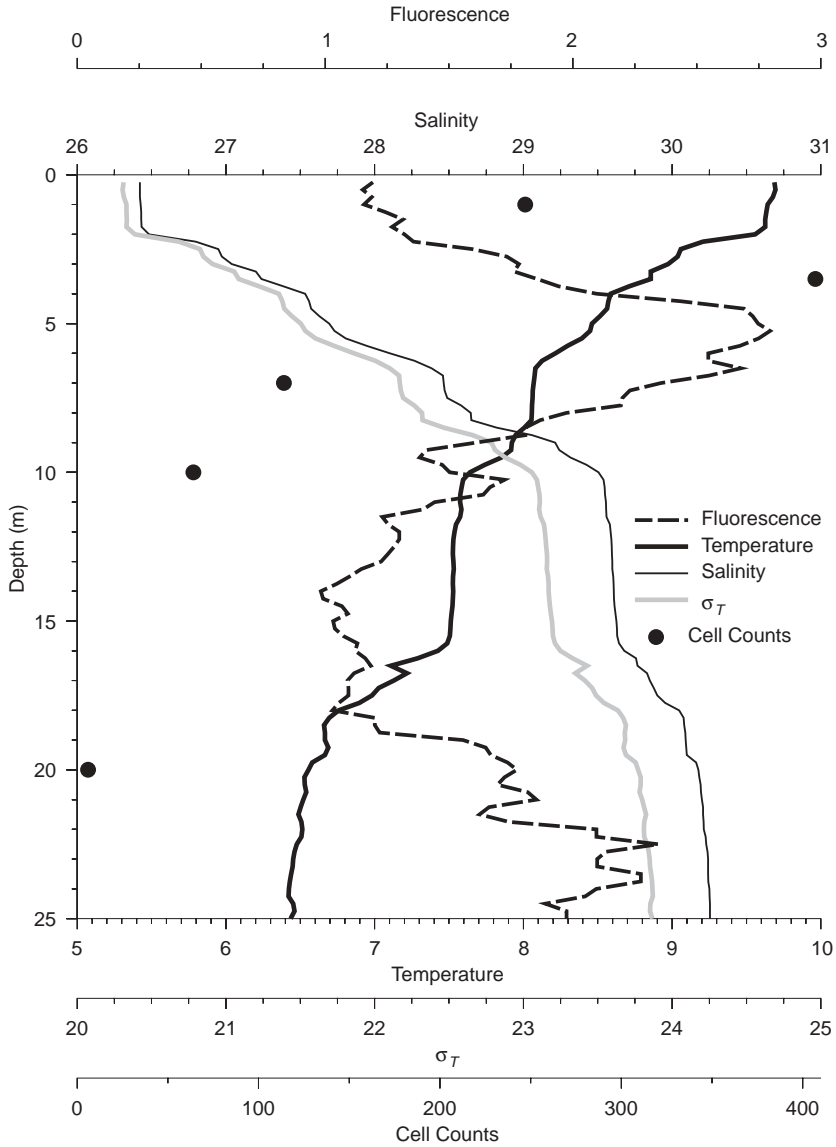 Fluorescence
0 1 2 3
Salinity
26 27 28 29 30 31
0
5
10
15
20
25
Depth (m)
Fluorescence
Temperature
Salinity
σT
Cell Counts
5 6 7 8 9 10
Temperature
20 21 22 23 24 25
σT
0 100 200 300 400
Cell Counts